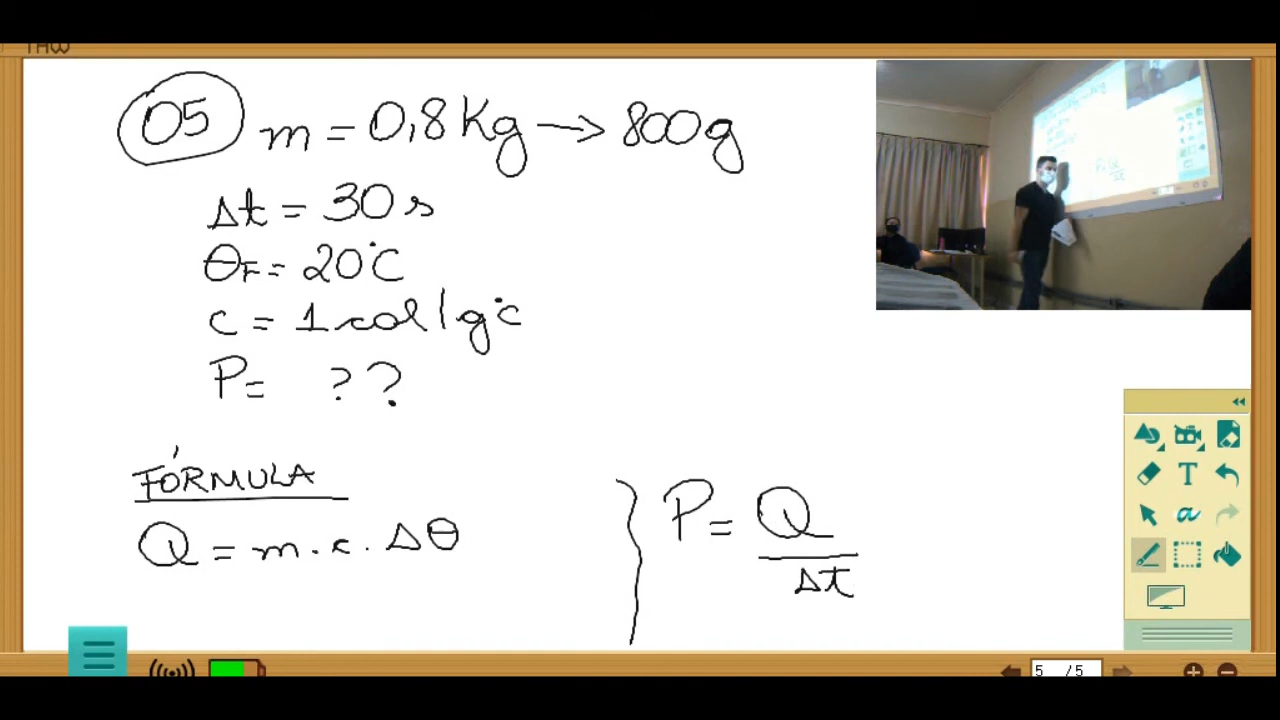 05 m = 0,8 Kg → 800g
Δt = 30 s
θF = 20°C
c = 1 cal/g°C
P = ??
FÓRMULA
Q = m . c . Δθ
P = Q
Δt
T
a
5 /5